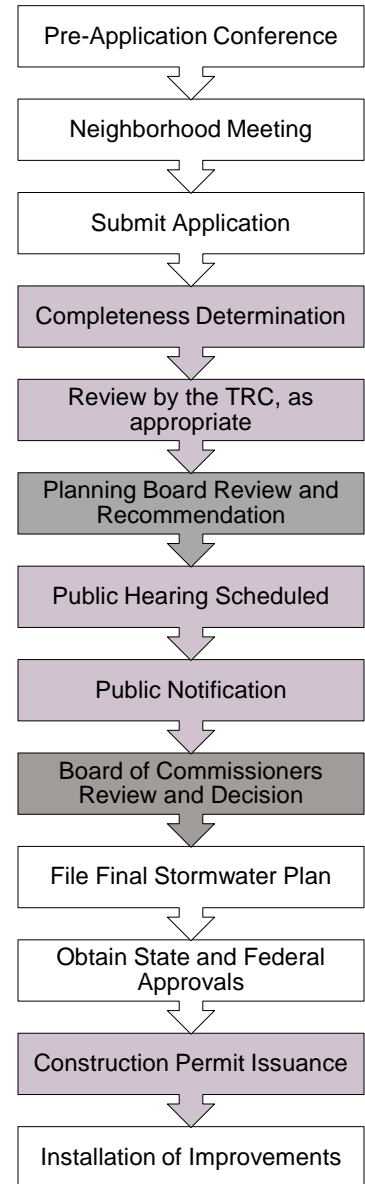 Pre-Application Conference
Neighborhood Meeting
Submit Application
Completeness Determination
Review by the TRC, as
appropriate
Planning Board Review and
Recommendation
Public Hearing Scheduled
Public Notification
Board of Commissioners
Review and Decision
File Final Stormwater Plan
Obtain State and Federal
Approvals
Construction Permit Issuance
Installation of Improvements